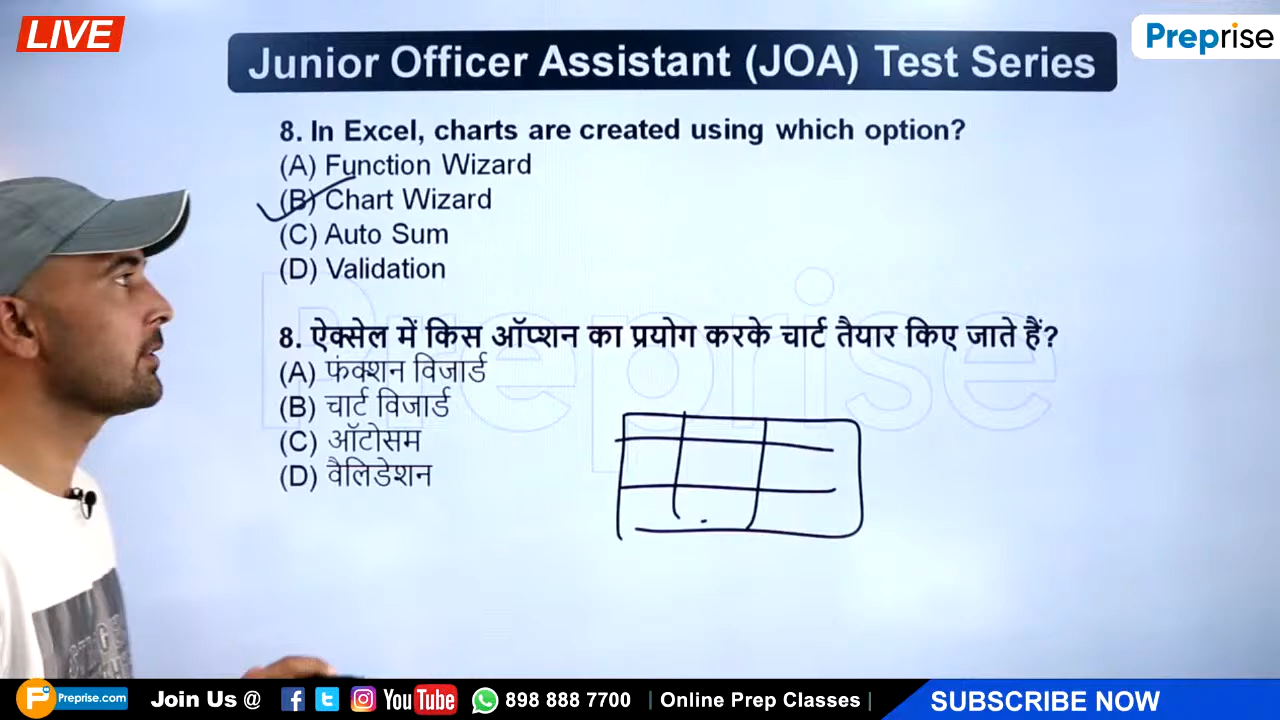 LIVE
Preprise
Junior Officer Assistant (JOA) Test Series
8. In Excel, charts are created using which option?
(A) Function Wizard
(B) Chart Wizard
(C) Auto Sum
(D) Validation
Preprise
8. ऐक्सेल में किस ऑप्शन का प्रयोग करके चार्ट तैयार किए जाते हैं?
(A) फंक्शन विजार्ड
(B) चार्ट विजार्ड
(C) ऑटोसम
(D) वैलिडेशन
Preprise.com Join Us @ YouTube 898 888 7700 | Online Prep Classes | SUBSCRIBE NOW